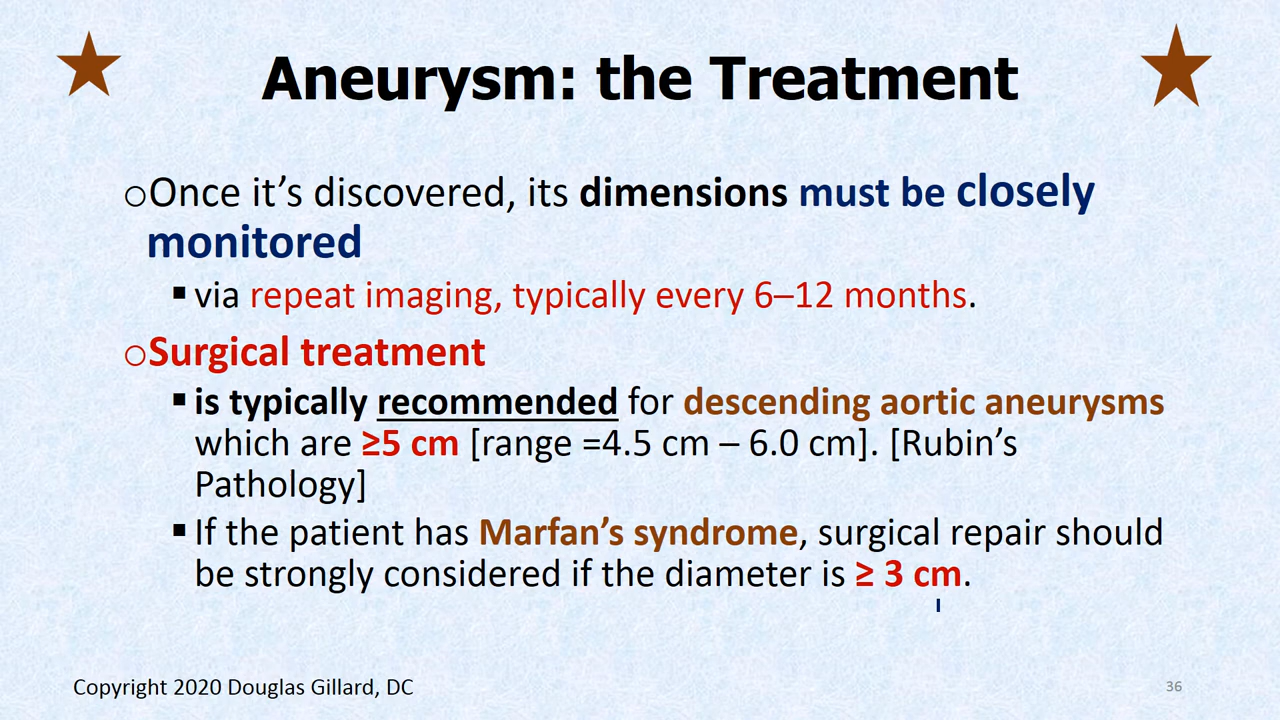 Aneurysm: the Treatment
○Once it’s discovered, its dimensions must be closely
monitored
▪ via repeat imaging, typically every 6–12 months.
○Surgical treatment
▪ is typically recommended for descending aortic aneurysms
which are ≥5 cm [range =4.5 cm – 6.0 cm]. [Rubin’s
Pathology]
▪ If the patient has Marfan’s syndrome, surgical repair should
be strongly considered if the diameter is ≥ 3 cm.
Copyright 2020 Douglas Gillard, DC
36